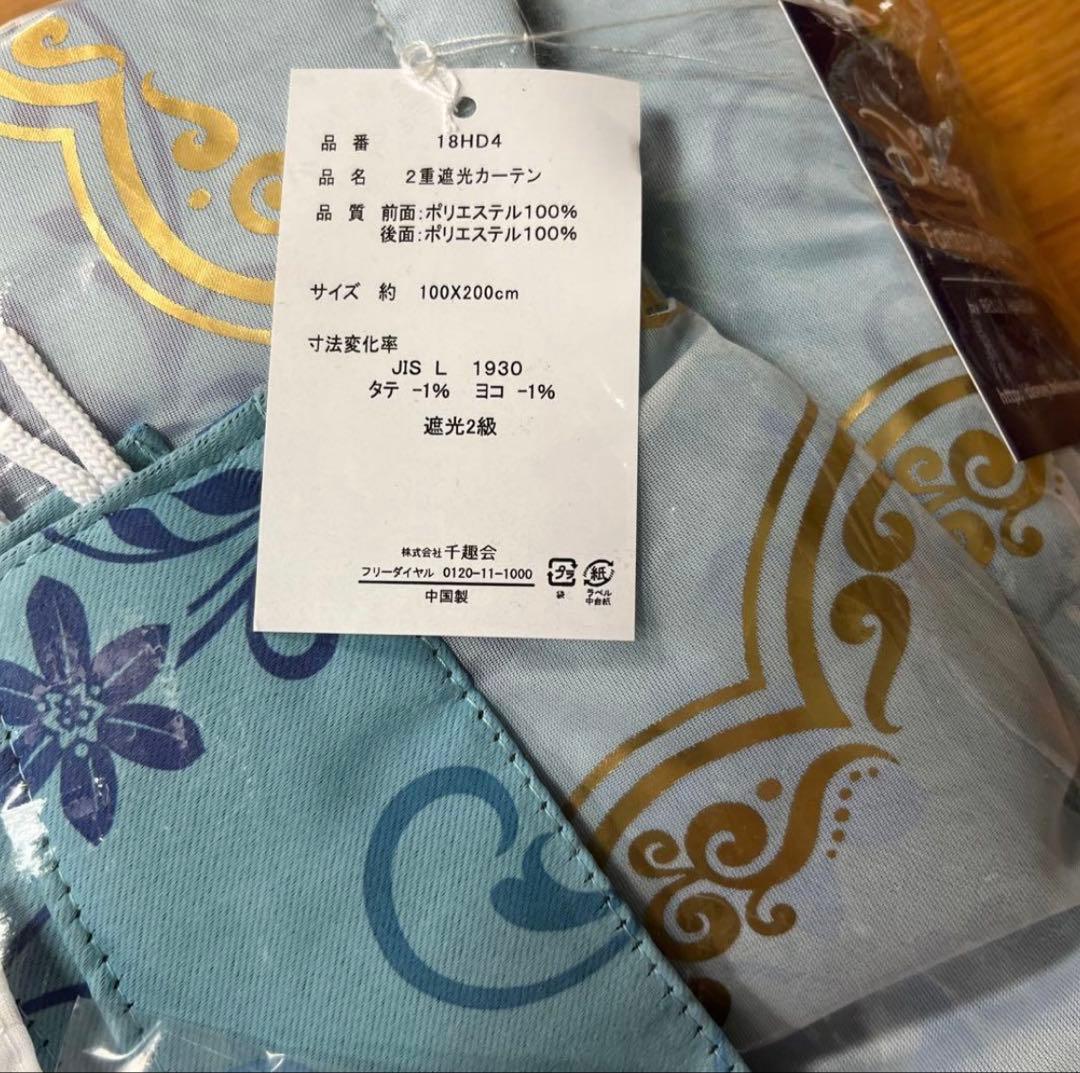 品 番 18HD4
品 名 2重遮光カーテン
品 質 前面:ポリエステル100%
後面:ポリエステル100%
サイズ 約 100X200cm
寸法変化率
JIS L 1930
タテ -1% ヨコ -1%
遮光2級
株式会社千趣会
フリーダイヤル 0120-11-1000
中国製
プラ
袋
紙
ラベル
中台紙